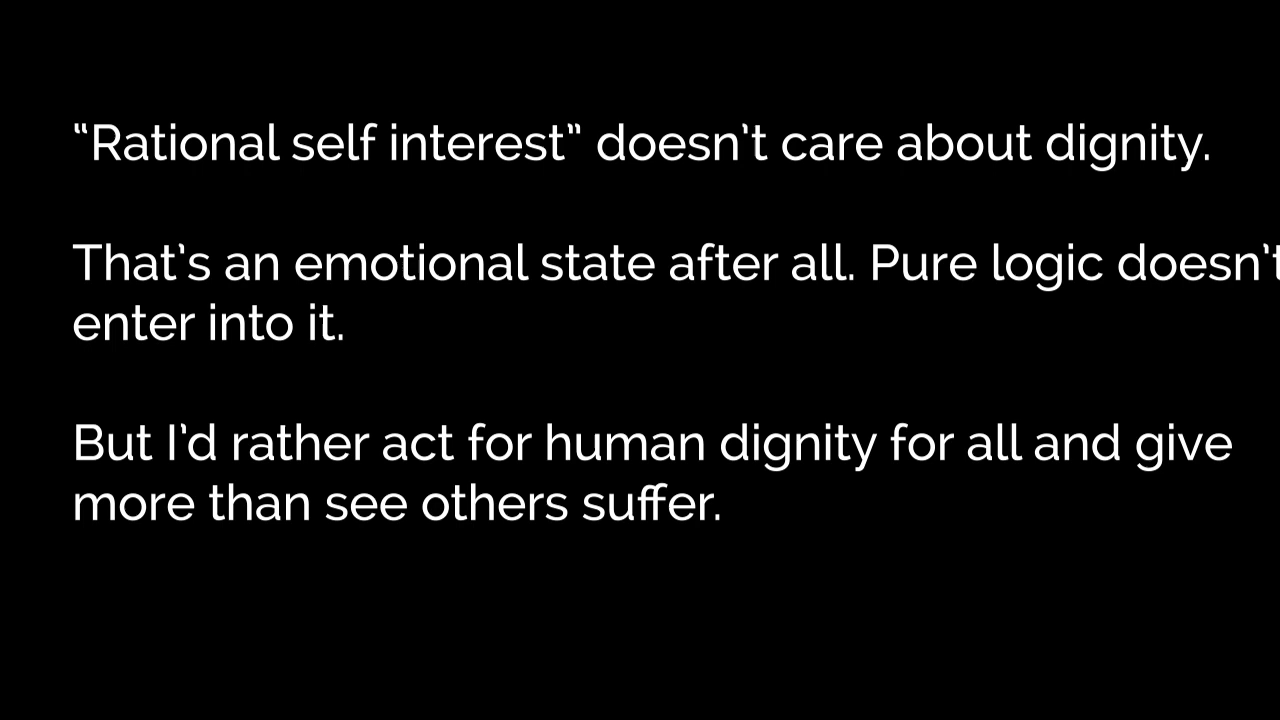 “Rational self interest” doesn’t care about dignity.
That’s an emotional state after all. Pure logic doesn’t
enter into it.
But I’d rather act for human dignity for all and give
more than see others suffer.